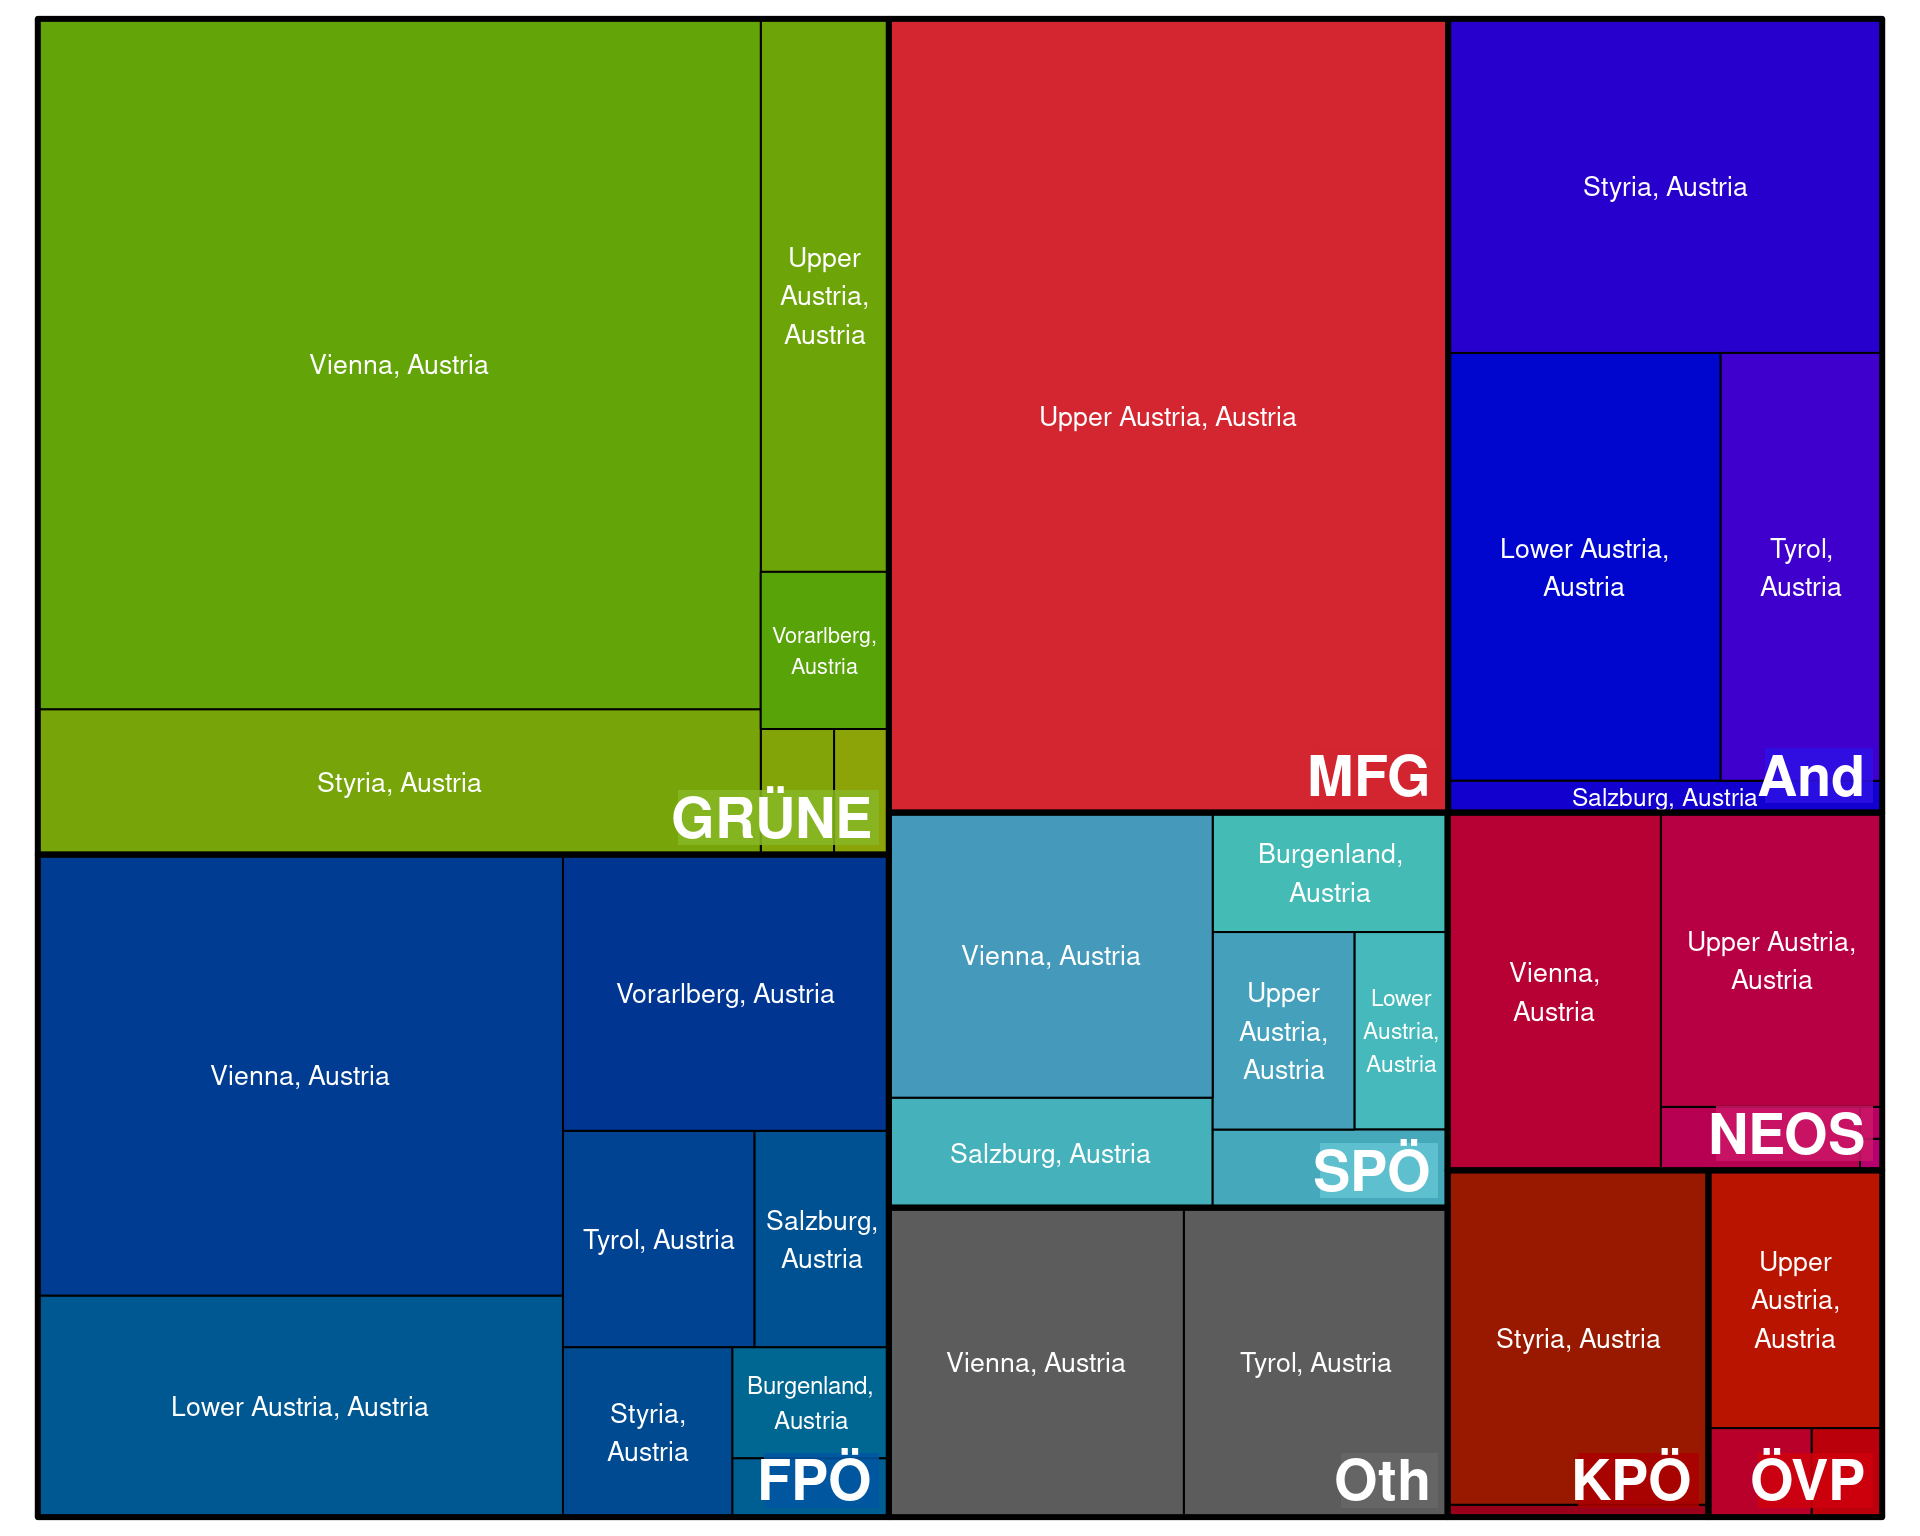 Vienna, Austria
Upper
Austria,
Austria
Vorarlberg,
Austria
Styria, Austria
GRÜNE
Upper Austria, Austria
MFG
Styria, Austria
Lower Austria,
Austria
Tyrol,
Austria
Salzburg, Austria
And
Vienna, Austria
Vorarlberg, Austria
Tyrol, Austria
Salzburg,
Austria
Lower Austria, Austria
Styria,
Austria
Burgenland,
Austria
FPÖ
Vienna, Austria
Burgenland,
Austria
Upper
Austria,
Austria
Lower
Austria,
Austria
Salzburg, Austria
SPÖ
Vienna, Austria
Tyrol, Austria
Oth
Vienna,
Austria
Upper Austria,
Austria
NEOS
Styria, Austria
KPÖ
Upper
Austria,
Austria
ÖVP